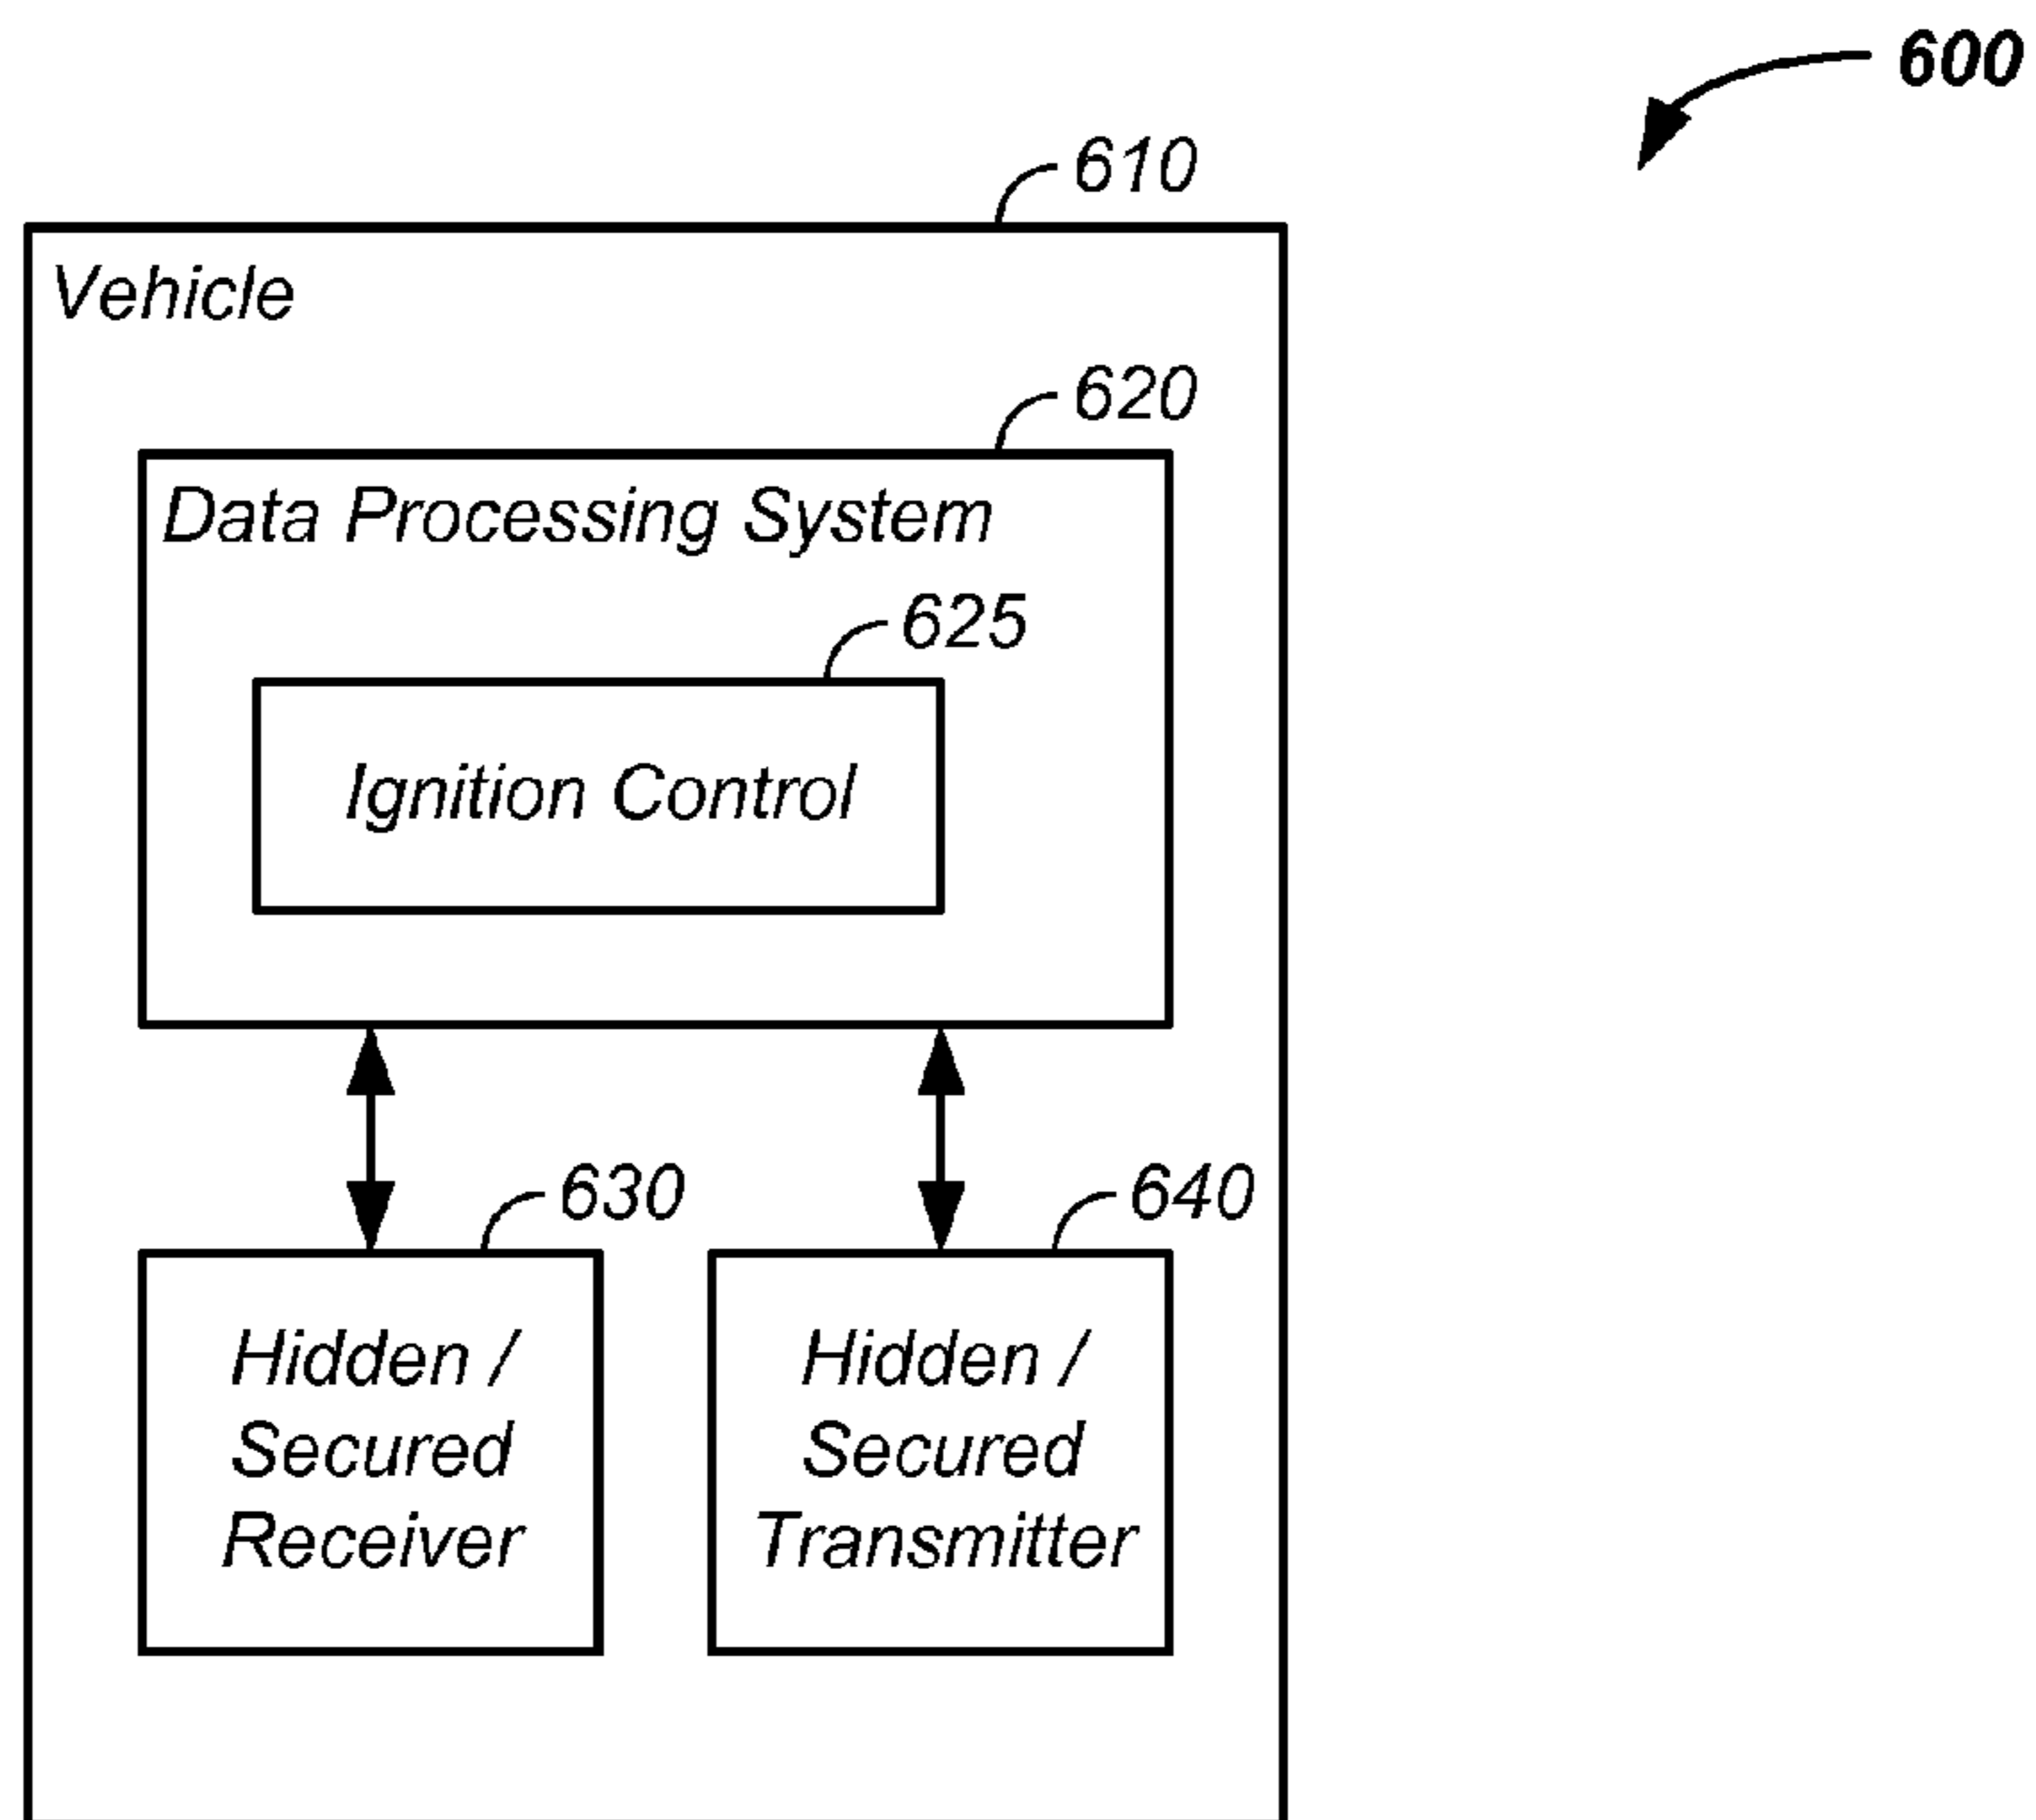 600
610
Vehicle
620
Data Processing System
625
Ignition Control
630
640
Hidden /
Secured
Receiver
Hidden /
Secured
Transmitter